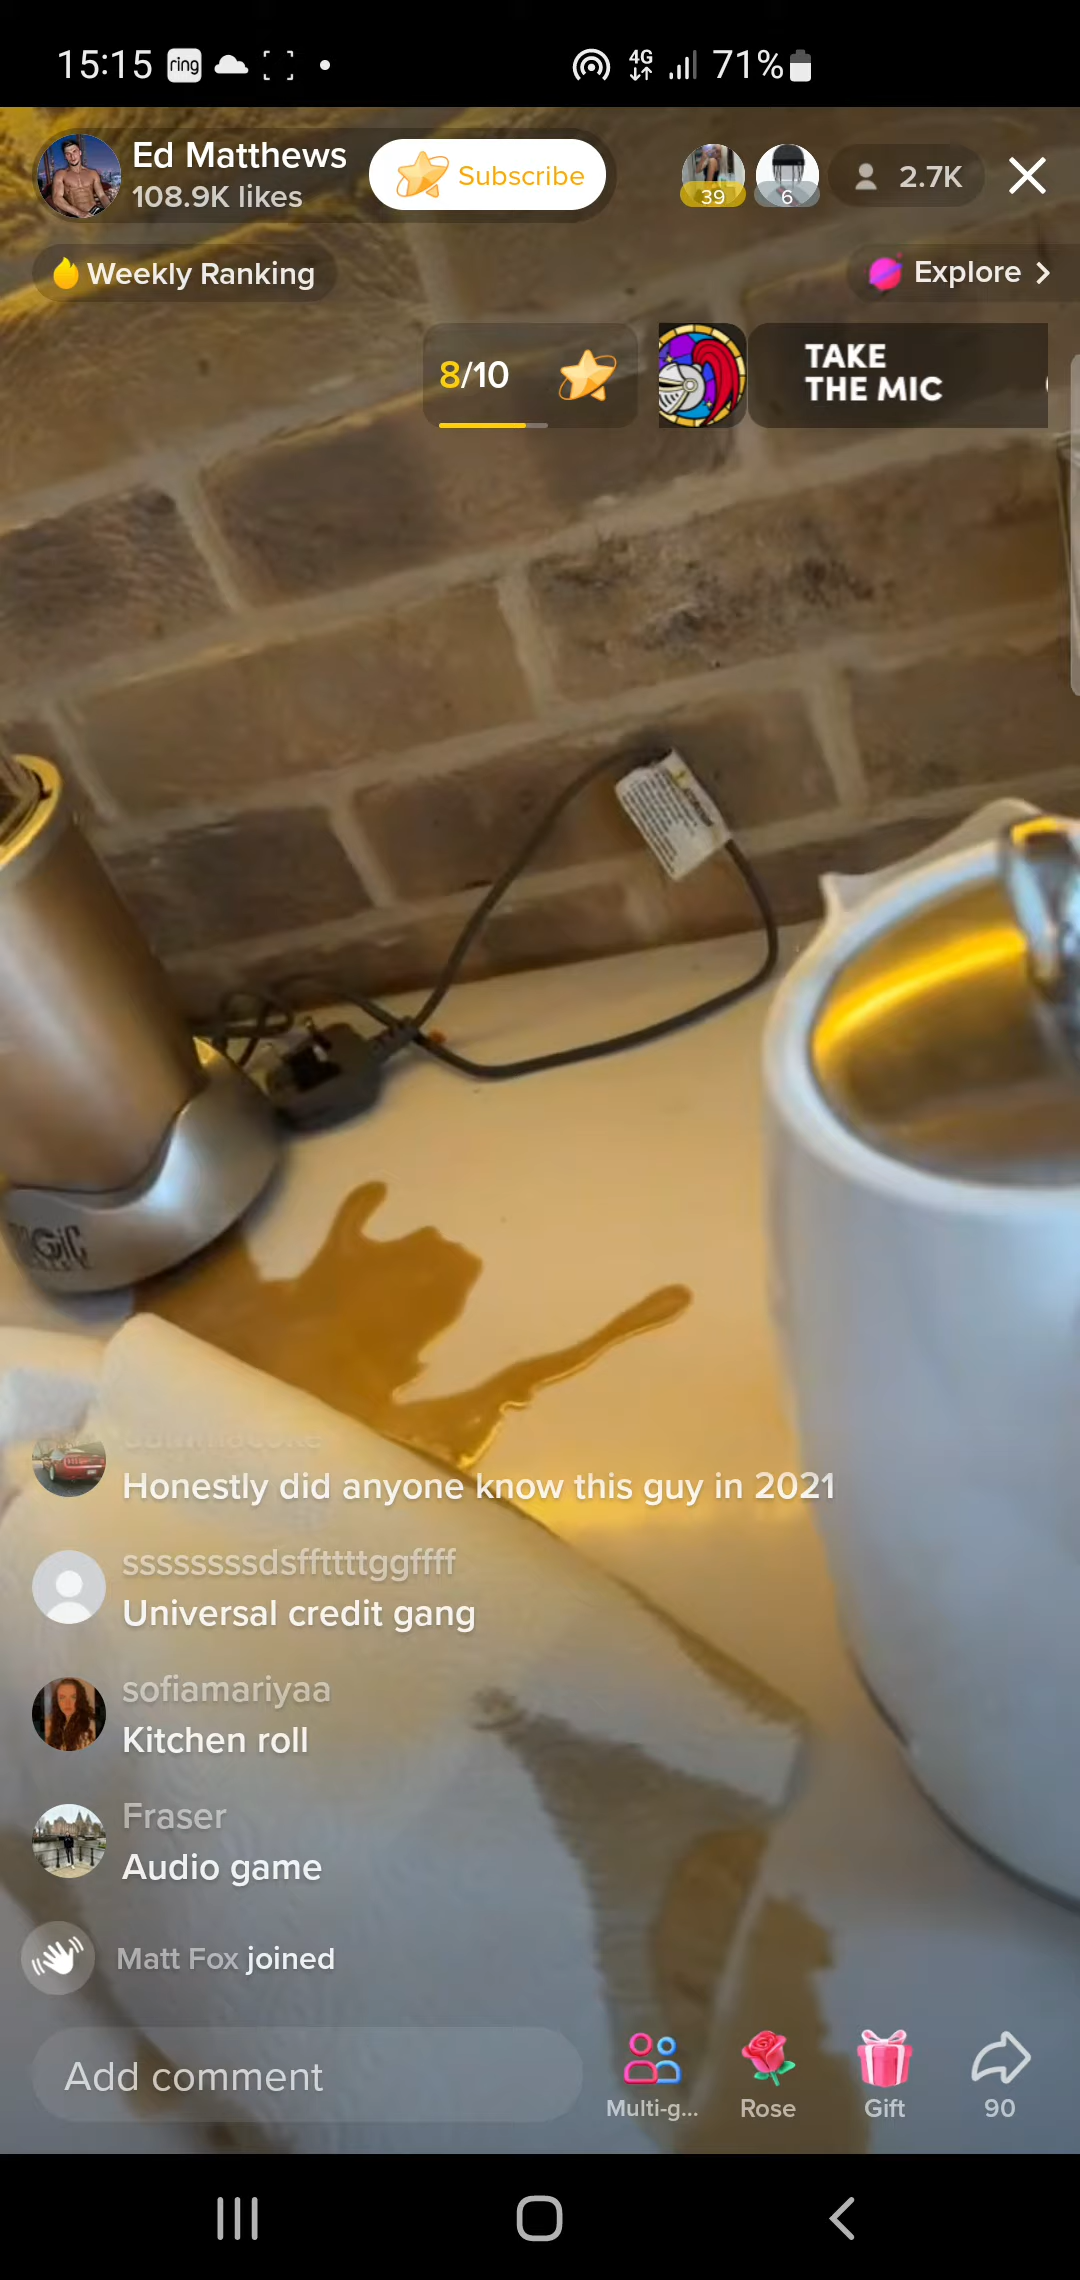 15:15 ring 4G 71%
Ed Matthews
108.9K likes
Subscribe
39
6
2.7K
Weekly Ranking
Explore
8/10
TAKE
THE MIC
Honestly did anyone know this guy in 2021
sssssssssdsfftttttggffff
Universal credit gang
sofiamariyaa
Kitchen roll
Fraser
Audio game
Matt Fox joined
Add comment
Multi-g...
Rose
Gift
90